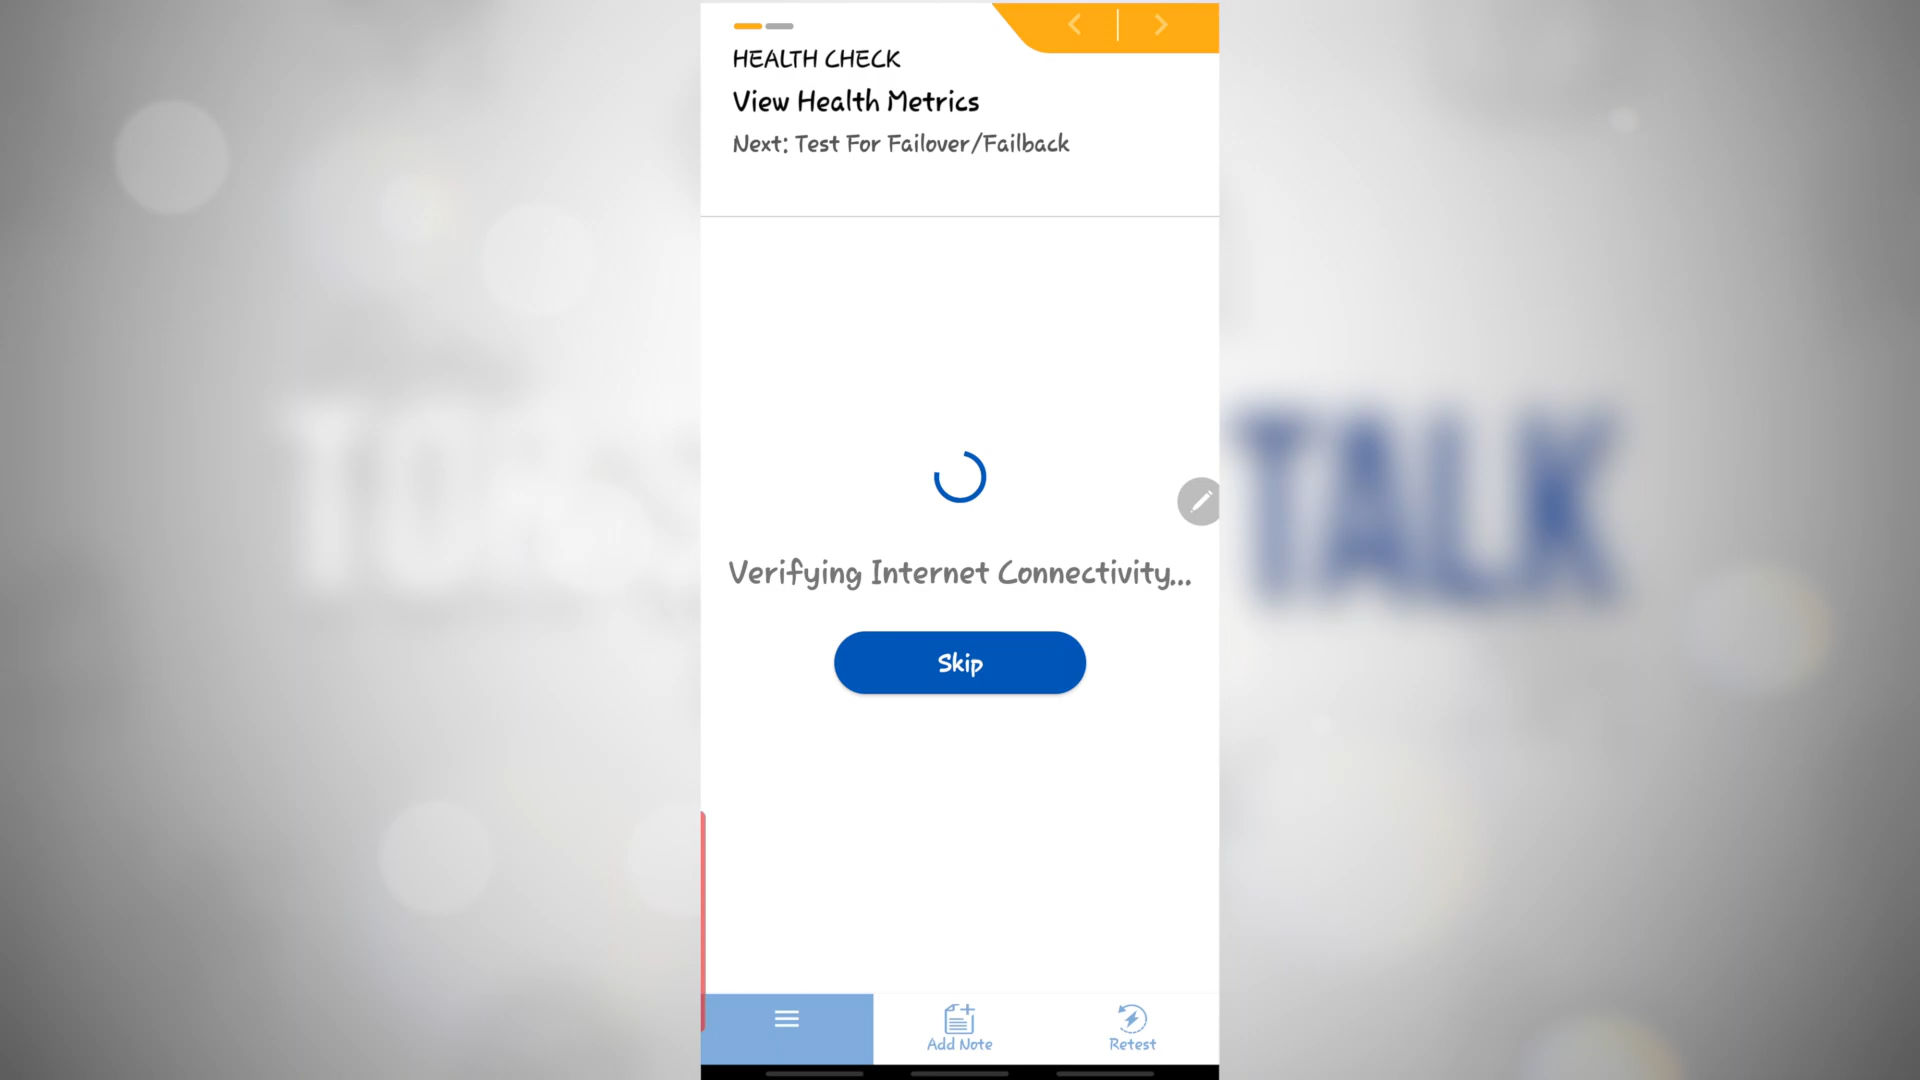 HEALTH CHECK
View Health Metrics
Next: Test For Failover/Failback
TALK
Verifying Internet Connectivity...
Skip
Add Note
Retest